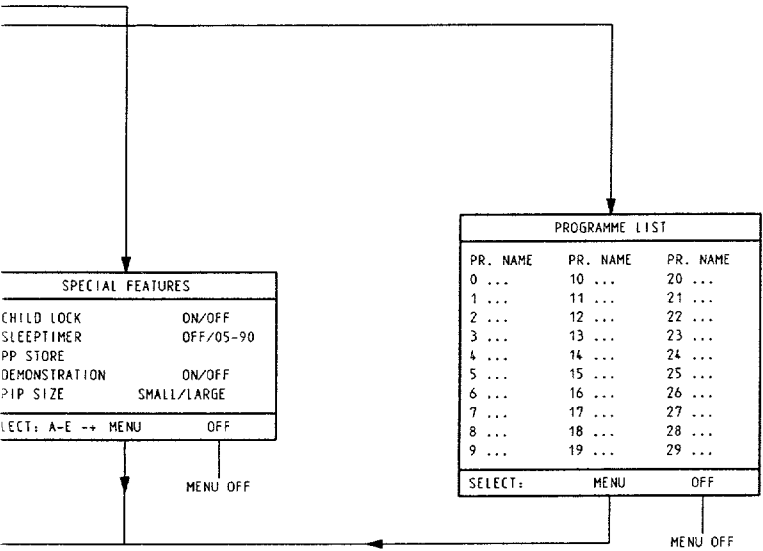 PROGRAMME LIST
PR. NAME PR. NAME PR. NAME
0 ... 10 ... 20 ...
1 ... 11 ... 21 ...
2 ... 12 ... 22 ...
3 ... 13 ... 23 ...
4 ... 14 ... 24 ...
5 ... 15 ... 25 ...
6 ... 16 ... 26 ...
7 ... 17 ... 27 ...
8 ... 18 ... 28 ...
9 ... 19 ... 29 ...
SELECT: MENU OFF
MENU OFF
SPECIAL FEATURES
CHILD LOCK ON/OFF
SLEEPTIMER OFF/05-90
PP STORE
DEMONSTRATION ON/OFF
PIP SIZE SMALL/LARGE
LECT: A-E -+ MENU OFF
MENU OFF